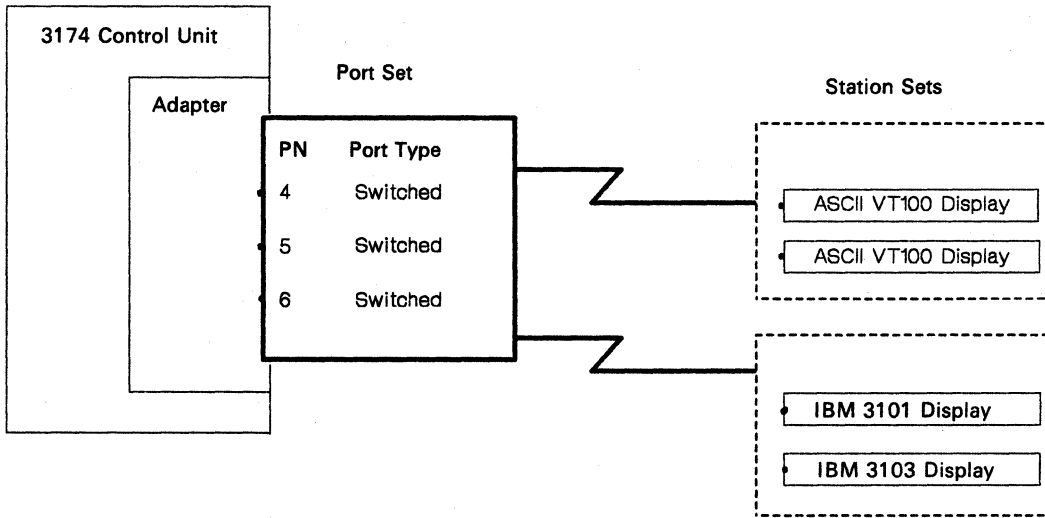 3174 Control Unit
Adapter
Port Set
PN Port Type
4 Switched
5 Switched
6 Switched
Station Sets
ASCII VT100 Display
ASCII VT100 Display
IBM 3101 Display
IBM 3103 Display